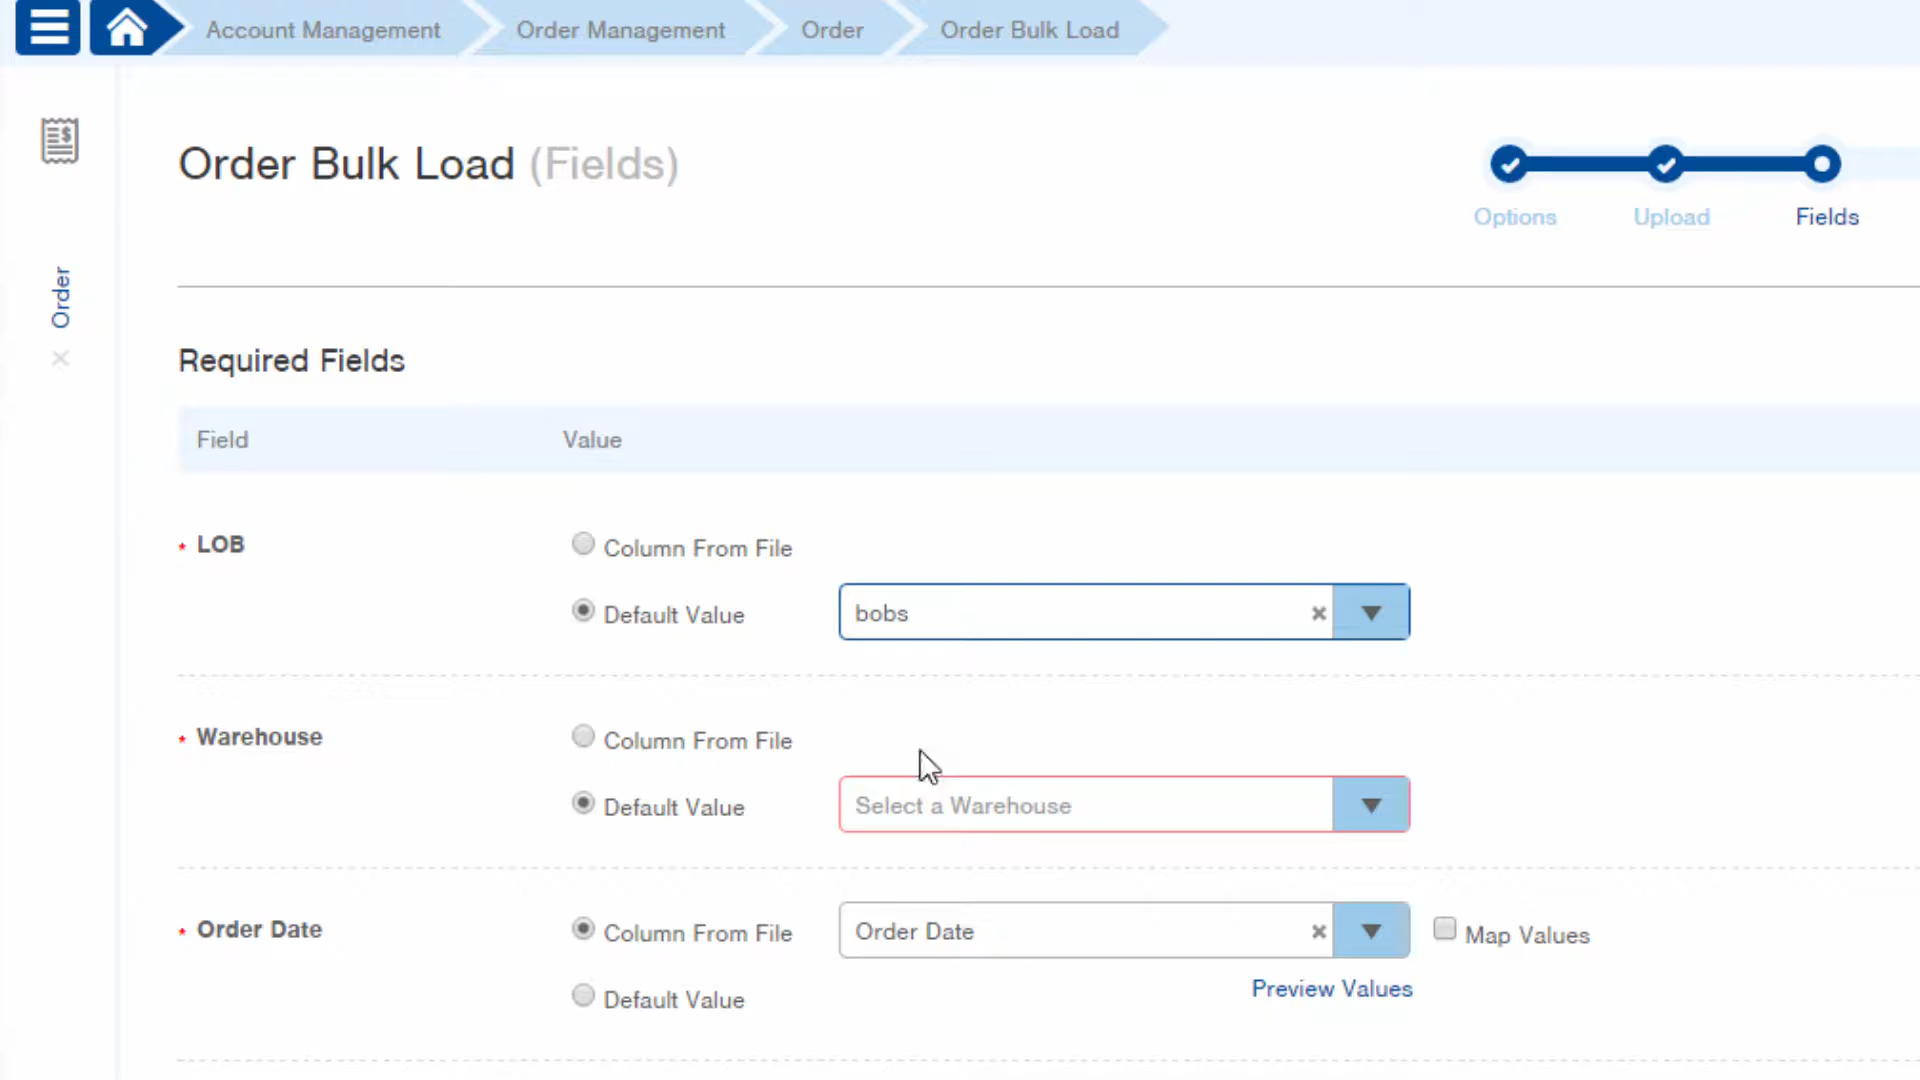 Account Management Order Management Order Order Bulk Load
Order Bulk Load (Fields)
Options Upload Fields
Order
Required Fields
Field Value
* LOB
Column From File
Default Value bobs
* Warehouse
Column From File
Default Value Select a Warehouse
* Order Date
Column From File Order Date Map Values
Preview Values
Default Value